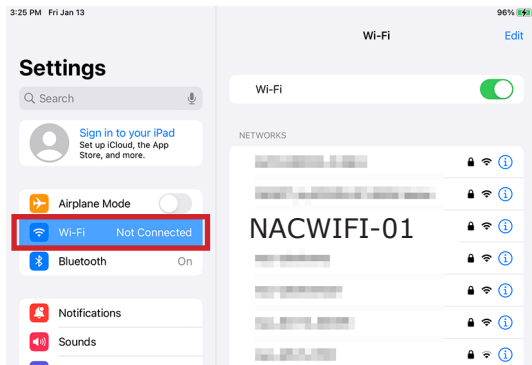 3:25 PM Fri Jan 13
96%
Wi-Fi
Edit
Settings
Search
Sign in to your iPad
Set up iCloud, the App
Store, and more.
Airplane Mode
Wi-Fi Not Connected
Bluetooth On
Notifications
Sounds
Wi-Fi
NETWORKS
NACWIFI-01